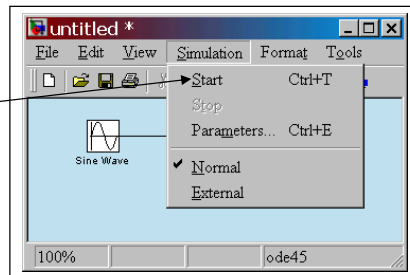 untitled *
File Edit View Simulation Format Tools
Start Ctrl+T
Stop
Parameters... Ctrl+E
Normal
External
Sine Wave
100% ode45